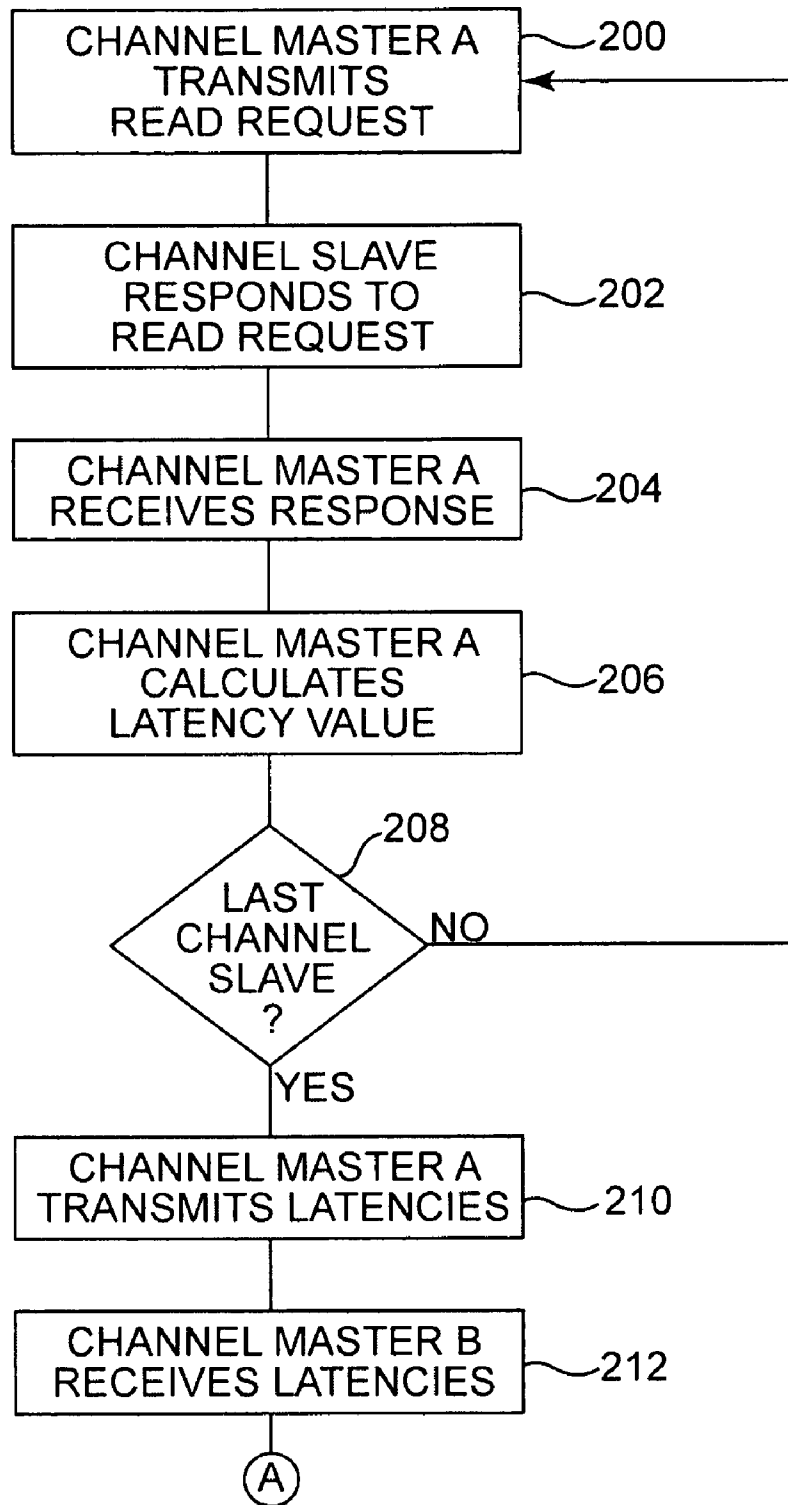 CHANNEL MASTER A
TRANSMITS
READ REQUEST
200
CHANNEL SLAVE
RESPONDS TO
READ REQUEST
202
CHANNEL MASTER A
RECEIVES RESPONSE
204
CHANNEL MASTER A
CALCULATES
LATENCY VALUE
206
208
LAST
CHANNEL
SLAVE
?
NO
YES
CHANNEL MASTER A
TRANSMITS LATENCIES
210
CHANNEL MASTER B
RECEIVES LATENCIES
212
A